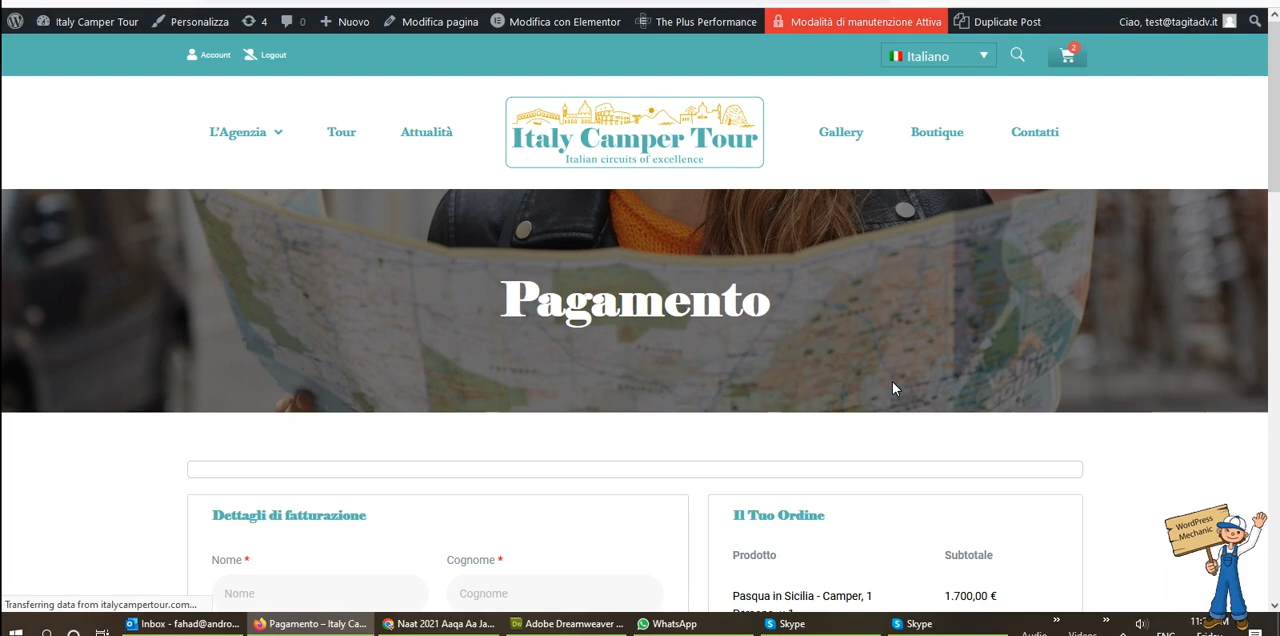 Italy Camper Tour Personalizza 4 0 Nuovo Modifica pagina Modifica con Elementor The Plus Performance Modalità di manutenzione Attiva Duplicate Post Ciao, test@tagitadv.it
Account Logout Italiano 2
L'Agenzia Tour Attualità Italy Camper Tour Gallery Boutique Contatti
Italian circuits of excellence
Pagamento
Dettagli di fatturazione
Nome *
Cognome *
Nome
Cognome
Il Tuo Ordine
Prodotto Subtotale
Pasqua in Sicilia - Camper, 1 1.700,00 €
WordPress
Mechanic
Transferring data from italycampertour.com...
Inbox - fahad@andro... Pagamento – Italy Ca... Naat 2021 Aaqa Aa Ja... Adobe Dreamweaver ... WhatsApp Skype Skype